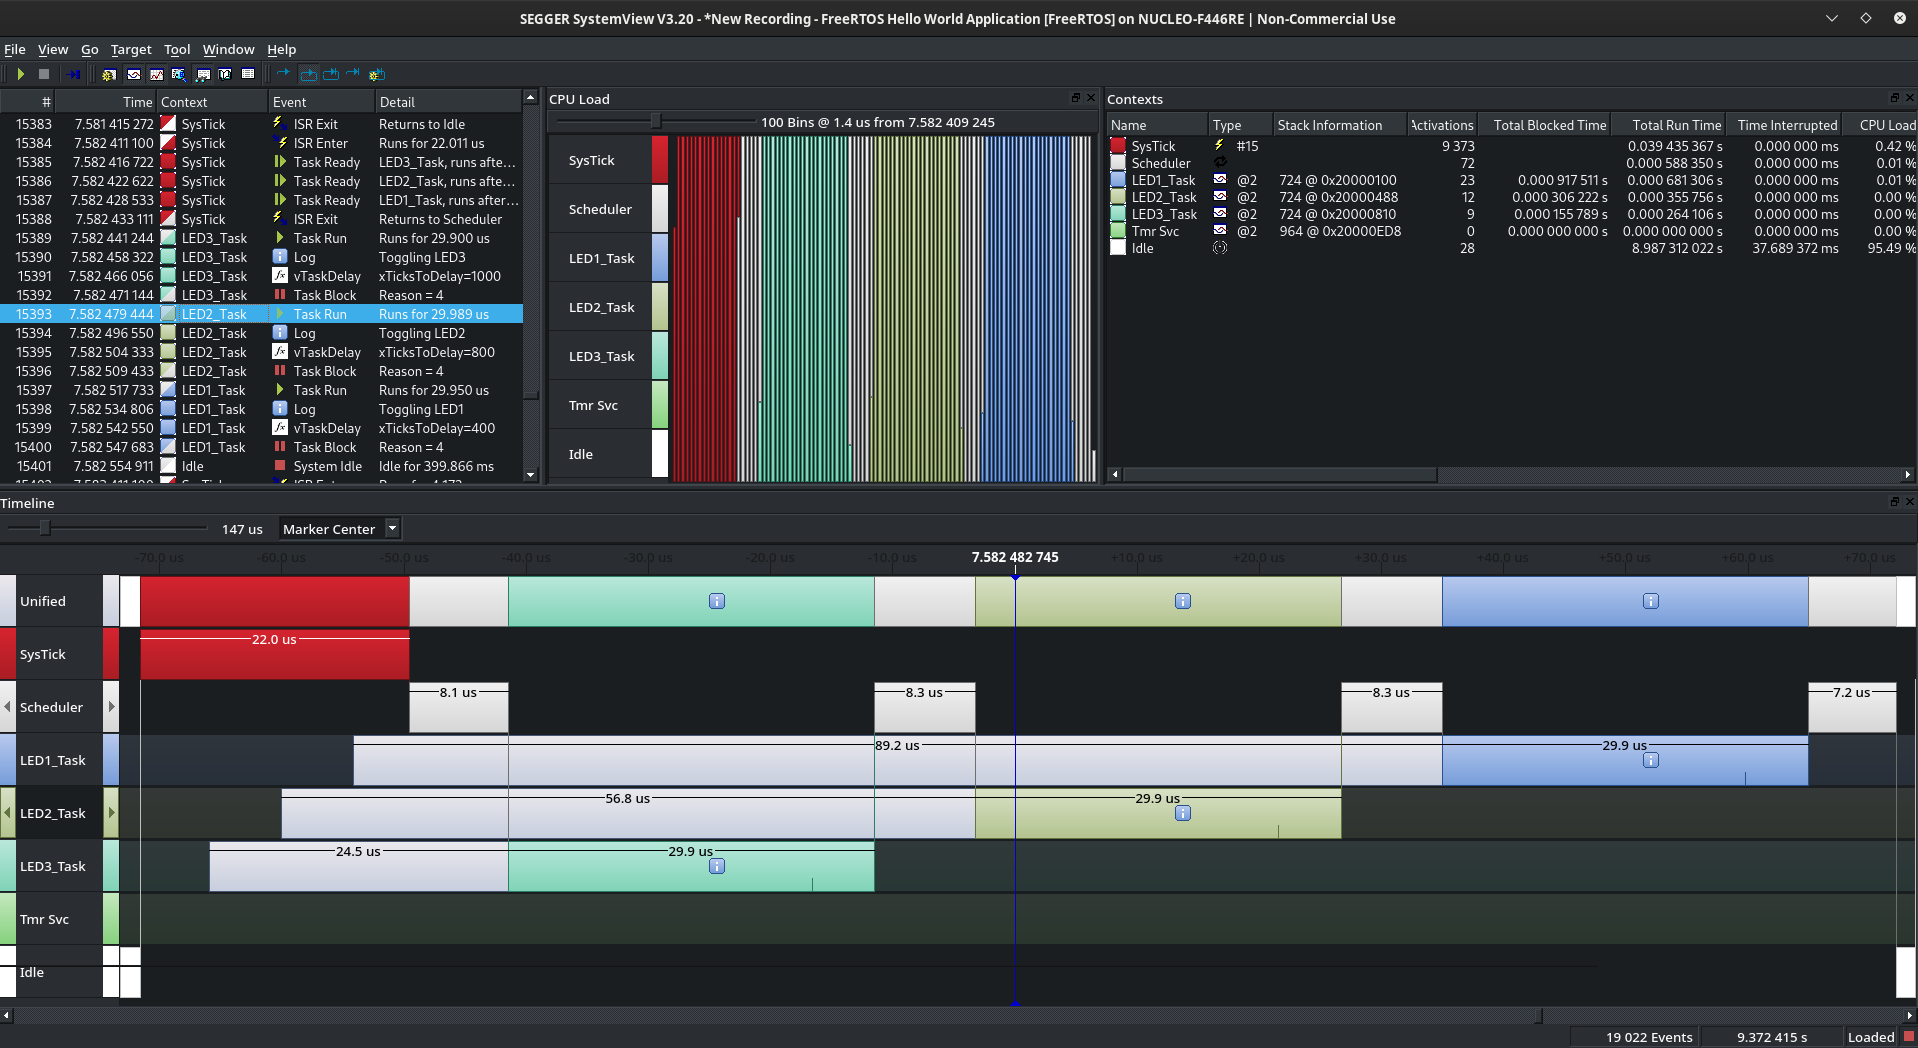 SEGGER SystemView V3.20 - *New Recording - FreeRTOS Hello World Application [FreeRTOS] on NUCLEO-F446RE | Non-Commercial Use
File View Go Target Tool Window Help
# Time Context Event Detail
15383 7.581 415 272 SysTick ISR Exit Returns to Idle
15384 7.582 411 100 SysTick ISR Enter Runs for 22.011 us
15385 7.582 416 722 SysTick Task Ready LED3_Task, runs afte...
15386 7.582 422 622 SysTick Task Ready LED2_Task, runs afte...
15387 7.582 428 533 SysTick Task Ready LED1_Task, runs after...
15388 7.582 433 111 SysTick ISR Exit Returns to Scheduler
15389 7.582 441 244 LED3_Task Task Run Runs for 29.900 us
15390 7.582 458 322 LED3_Task Log Toggling LED3
15391 7.582 466 056 LED3_Task vTaskDelay xTicksToDelay=1000
15392 7.582 471 144 LED3_Task Task Block Reason = 4
15393 7.582 479 444 LED2_Task Task Run Runs for 29.989 us
15394 7.582 496 550 LED2_Task Log Toggling LED2
15395 7.582 504 333 LED2_Task vTaskDelay xTicksToDelay=800
15396 7.582 509 433 LED2_Task Task Block Reason = 4
15397 7.582 517 733 LED1_Task Task Run Runs for 29.950 us
15398 7.582 534 806 LED1_Task Log Toggling LED1
15399 7.582 542 550 LED1_Task vTaskDelay xTicksToDelay=400
15400 7.582 547 683 LED1_Task Task Block Reason = 4
15401 7.582 554 911 Idle System Idle Idle for 399.866 ms
CPU Load
100 Bins @ 1.4 us from 7.582 409 245
SysTick
Scheduler
LED1_Task
LED2_Task
LED3_Task
Tmr Svc
Idle
Contexts
Name Type Stack Information Activations Total Blocked Time Total Run Time Time Interrupted CPU Load
SysTick #15 9 373 0.039 435 367 s 0.000 000 ms 0.42 %
Scheduler 72 0.000 588 350 s 0.000 000 ms 0.01 %
LED1_Task @2 724 @ 0x20000100 23 0.000 917 511 s 0.000 681 306 s 0.000 000 ms 0.01 %
LED2_Task @2 724 @ 0x20000488 12 0.000 306 222 s 0.000 355 756 s 0.000 000 ms 0.00 %
LED3_Task @2 724 @ 0x20000810 9 0.000 155 789 s 0.000 264 106 s 0.000 000 ms 0.00 %
Tmr Svc @2 964 @ 0x20000ED8 0 0.000 000 000 s 0.000 000 000 s 0.000 000 ms 0.00 %
Idle 28 8.987 312 022 s 37.689 372 ms 95.49 %
Timeline
147 us Marker Center
-70.0 us -60.0 us -50.0 us -40.0 us -30.0 us -20.0 us -10.0 us 7.582 482 745 +10.0 us +20.0 us +30.0 us +40.0 us +50.0 us +60.0 us +70.0 us
Unified
SysTick 22.0 us
Scheduler 8.1 us 8.3 us 8.3 us 7.2 us
LED1_Task 89.2 us 29.9 us
LED2_Task 56.8 us 29.9 us
LED3_Task 24.5 us 29.9 us
Tmr Svc
Idle
19 022 Events 9.372 415 s Loaded